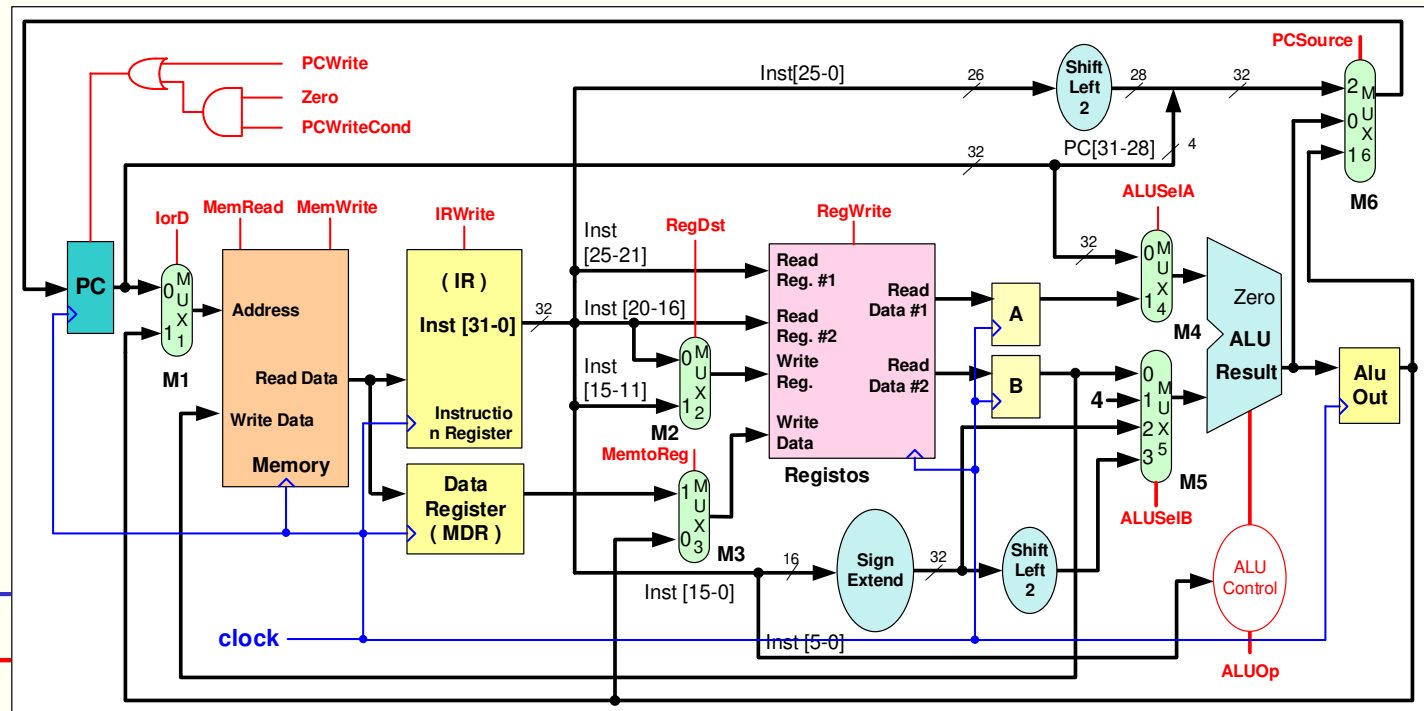 PCWrite
Zero
PCWriteCond
Inst[25-0]
26
Shift
Left
2
28
32
PCSource
2
0
1
M
U
X
6
M6
32
PC[31-28]
4
IorD
MemRead
MemWrite
IRWrite
RegDst
RegWrite
ALUSelA
PC
0
1
M
U
X
1
M1
Address
Read Data
Write Data
Memory
( IR )
Inst [31-0]
Instructio
n Register
32
Data
Register
( MDR )
Inst
[25-21]
Inst [20-16]
Inst
[15-11]
0
1
M
U
X
2
M2
MemtoReg
1
0
M
U
X
3
M3
Read
Reg. #1
Read
Reg. #2
Write
Reg.
Write
Data
Read
Data #1
Read
Data #2
Registos
A
B
32
0
1
M
U
X
4
M4
4
0
1
2
3
M
U
X
5
M5
ALUSelB
Zero
ALU
Result
Alu
Out
16
Inst [15-0]
Sign
Extend
32
Shift
Left
2
ALU
Control
ALUOp
clock
Inst [5-0]